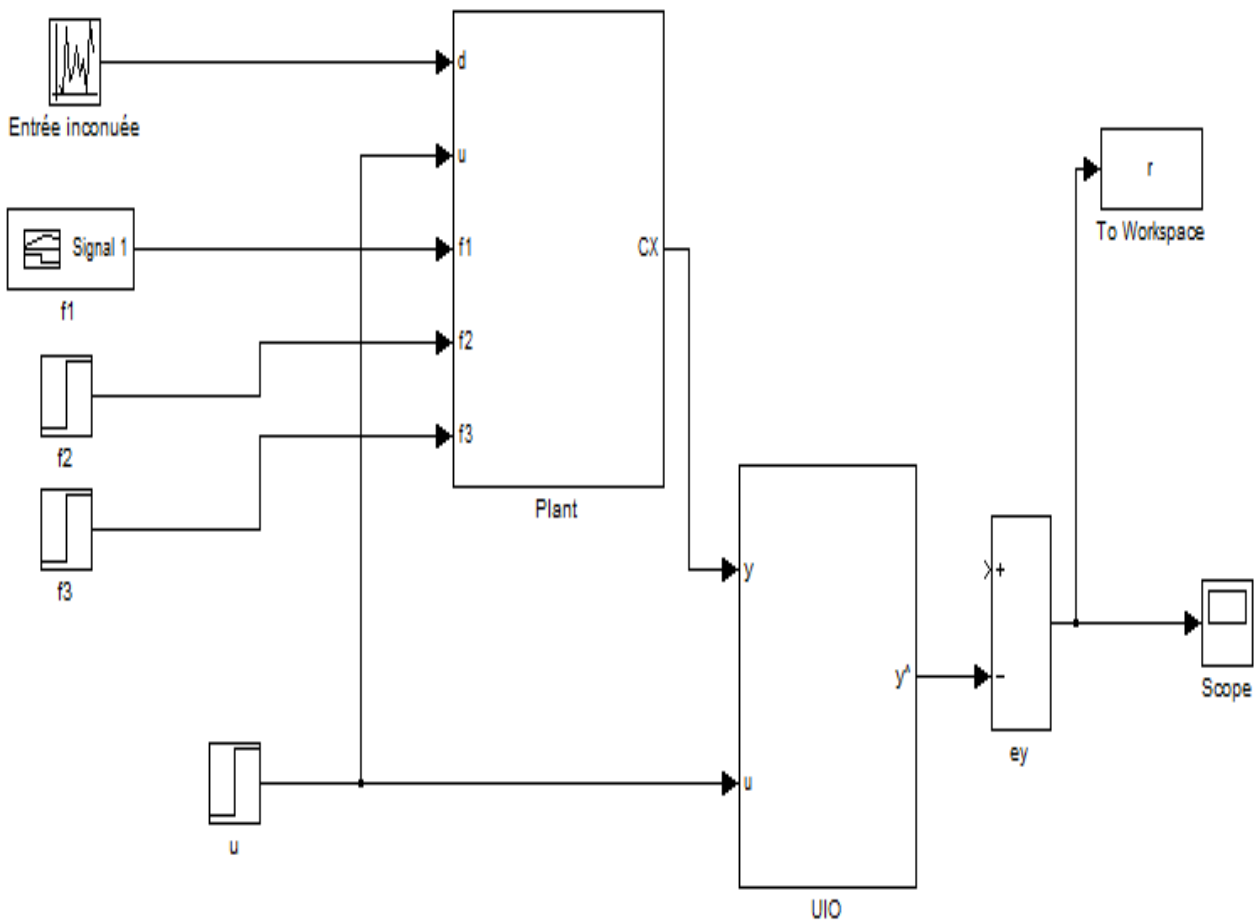 d
Entrée inconuée
u
Signal 1
f1
f1
CX
r
To Workspace
f2
f2
f3
f3
Plant
y
+
y^
-
Scope
ey
u
u
UIO